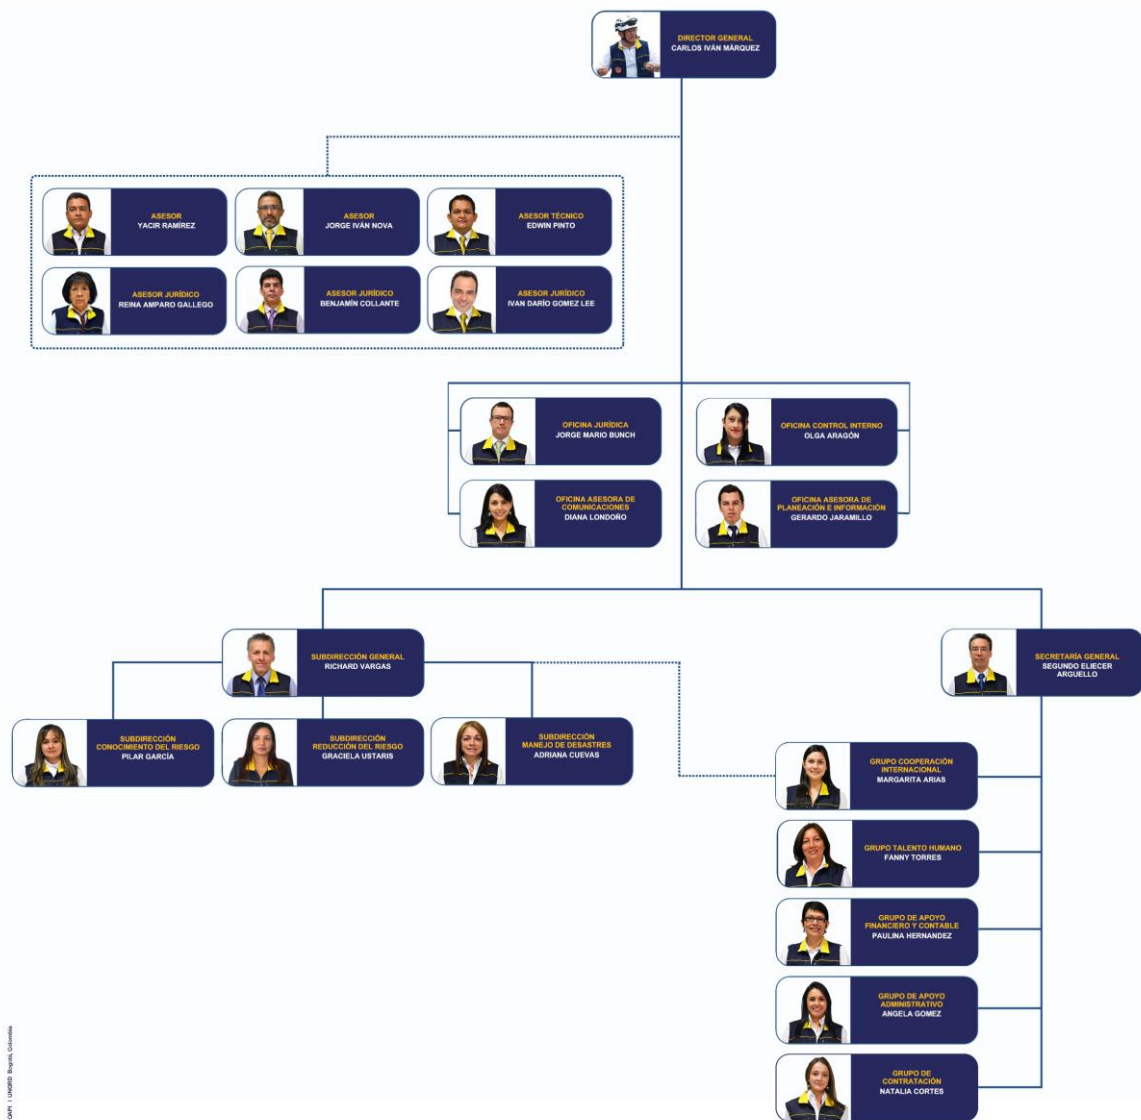 DIRECTOR GENERAL
CARLOS IVÁN MÁRQUEZ
ASESOR
YACIR RAMÍREZ
ASESOR
JORGE IVÁN NOVA
ASESOR TÉCNICO
EDWIN PINTO
ASESOR JURÍDICO
REINA AMPARO GALLEGO
ASESOR JURÍDICO
BENJAMÍN COLLANTE
ASESOR JURÍDICO
IVAN DARÍO GOMEZ LEE
OFICINA JURÍDICA
JORGE MARIO BUNCH
OFICINA CONTROL INTERNO
OLGA ARAGÓN
OFICINA ASESORA DE
COMUNICACIONES
DIANA LONDOÑO
OFICINA ASESORA DE
PLANEACIÓN E INFORMACIÓN
GERARDO JARAMILLO
SUBDIRECCIÓN GENERAL
RICHARD VARGAS
SECRETARÍA GENERAL
SEGUNDO ELIECER
ARGUELLO
SUBDIRECCIÓN
CONOCIMIENTO DEL RIESGO
PILAR GARCÍA
SUBDIRECCIÓN
REDUCCIÓN DEL RIESGO
GRACIELA USTARIS
SUBDIRECCIÓN
MANEJO DE DESASTRES
ADRIANA CUEVAS
GRUPO COOPERACIÓN
INTERNACIONAL
MARGARITA ARIAS
GRUPO TALENTO HUMANO
FANNY TORRES
GRUPO DE APOYO
FINANCIERO Y CONTABLE
PAULINA HERNANDEZ
GRUPO DE APOYO
ADMINISTRATIVO
ANGELA GOMEZ
GRUPO DE
CONTRATACIÓN
NATALIA CORTES
OAPI / UNGRD Bogotá, Colombia